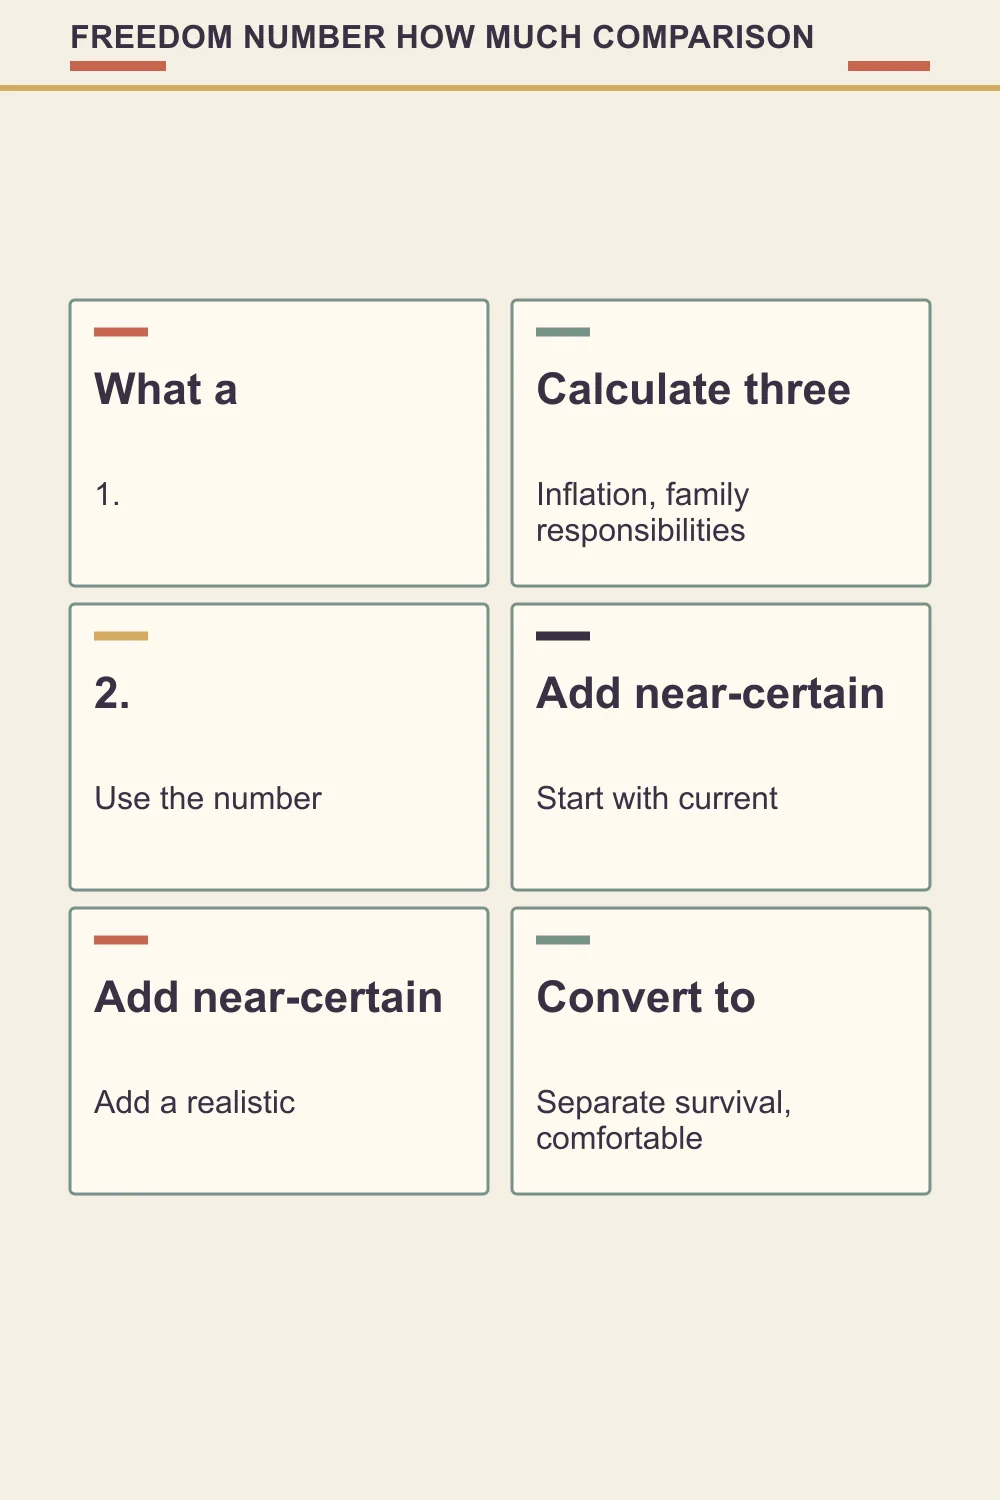 FREEDOM NUMBER HOW MUCH COMPARISON
What a
1.
Calculate three
Inflation, family
responsibilities
2.
Use the number
Add near-certain
Start with current
Add near-certain
Add a realistic
Convert to
Separate survival,
comfortable